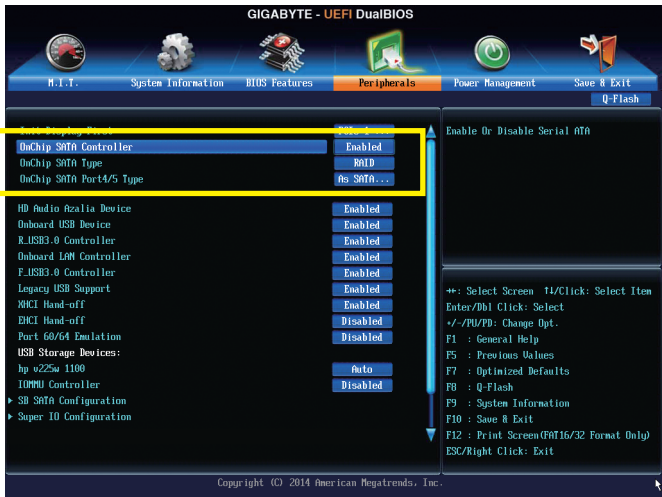 GIGABYTE - UEFI DualBIOS
M.I.T. System Information BIOS Features Peripherals Power Management Save & Exit
Q-Flash
Init Display First PCIe 1 ...
OnChip SATA Controller Enabled
OnChip SATA Type RAID
OnChip SATA Port4/5 Type As SATA...
HD Audio Azalia Device Enabled
Onboard USB Device Enabled
R_USB3.0 Controller Enabled
Onboard LAN Controller Enabled
F_USB3.0 Controller Enabled
Legacy USB Support Enabled
XHCI Hand-off Enabled
EHCI Hand-off Disabled
Port 60/64 Emulation Disabled
USB Storage Devices:
hp v225w 1100 Auto
IOMMU Controller Disabled
SB SATA Configuration
Super IO Configuration
Enable Or Disable Serial ATA
→←: Select Screen ↑↓/Click: Select Item
Enter/Dbl Click: Select
+/-/PU/PD: Change Opt.
F1 : General Help
F5 : Previous Values
F7 : Optimized Defaults
F8 : Q-Flash
F9 : System Information
F10 : Save & Exit
F12 : Print Screen(FAT16/32 Format Only)
ESC/Right Click: Exit
Copyright (C) 2014 American Megatrends, Inc.